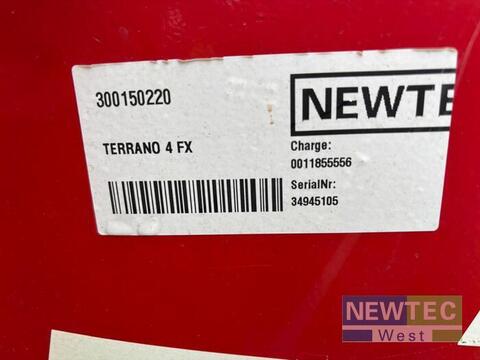 300150220
NEWTE
TERRANO 4 FX
Charge:
0011855556
SerialNr:
34945105
NEWTEC
West